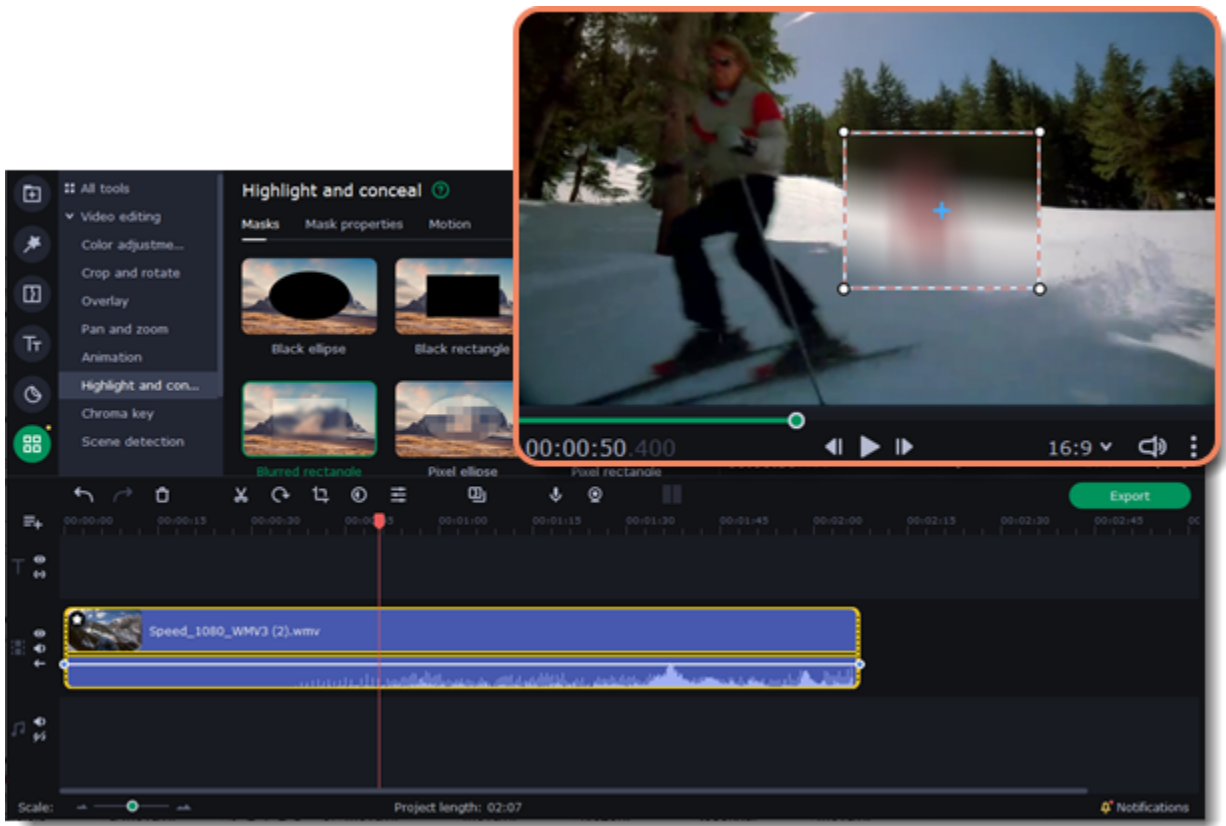 All tools
Video editing
Color adjustme...
Crop and rotate
Overlay
Pan and zoom
Animation
Highlight and con...
Chroma key
Scene detection
Highlight and conceal
Masks Mask properties Motion
Black ellipse Black rectangle
Blurred rectangle Pixel ellipse Pixel rectangle
00:00:50.400
16:9
Export
00:00:00 00:00:15 00:00:30 00:01:00 00:01:15 00:01:30 00:01:45 00:02:00 00:02:15 00:02:30 00:02:45
Speed_1080_WMV3 (2).wmv
Scale:
Project length: 02:07
Notifications